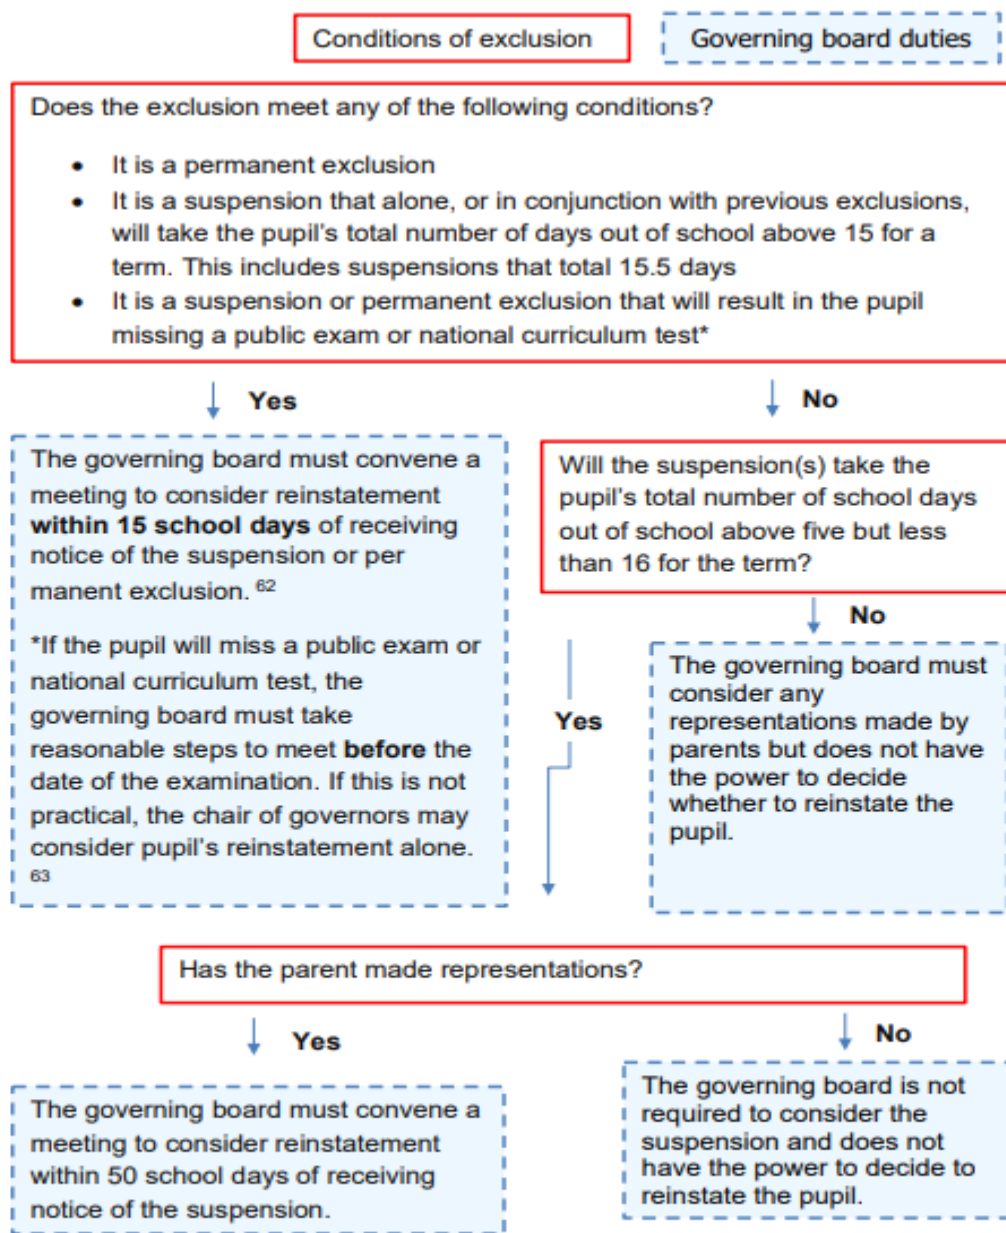 Conditions of exclusion
Governing board duties
Does the exclusion meet any of the following conditions?
• It is a permanent exclusion
• It is a suspension that alone, or in conjunction with previous exclusions,
will take the pupil's total number of days out of school above 15 for a
term. This includes suspensions that total 15.5 days
• It is a suspension or permanent exclusion that will result in the pupil
missing a public exam or national curriculum test*
Yes
No
The governing board must convene a
meeting to consider reinstatement
within 15 school days of receiving
notice of the suspension or per
manent exclusion. 62
*If the pupil will miss a public exam or
national curriculum test, the
governing board must take
reasonable steps to meet before the
date of the examination. If this is not
practical, the chair of governors may
consider pupil's reinstatement alone.
63
Will the suspension(s) take the
pupil's total number of school days
out of school above five but less
than 16 for the term?
No
Yes
The governing board must
consider any
representations made by
parents but does not have
the power to decide
whether to reinstate the
pupil.
Has the parent made representations?
Yes
No
The governing board must convene a
meeting to consider reinstatement
within 50 school days of receiving
notice of the suspension.
The governing board is not
required to consider the
suspension and does not
have the power to decide to
reinstate the pupil.